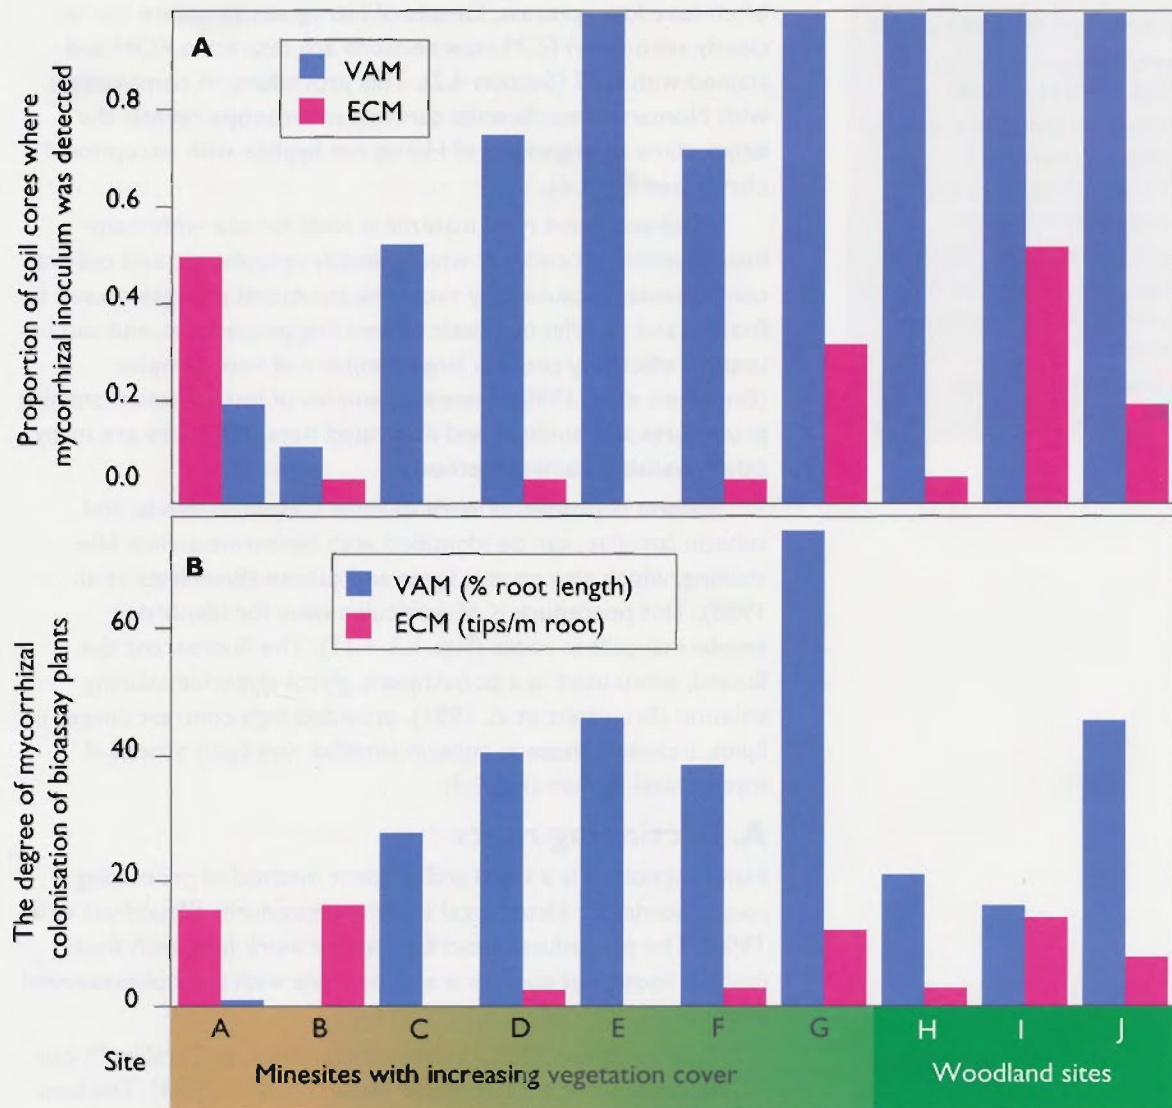 A
VAM
ECM
Proportion of soil cores where
mycorrhizal inoculum was detected
0.8
0.6
0.4
0.2
0.0
B
VAM (% root length)
ECM (tips/m root)
The degree of mycorrhizal
colonisation of bioassay plants
60
40
20
0
A B C D E F G H I J
Site
Minesites with increasing vegetation cover
Woodland sites